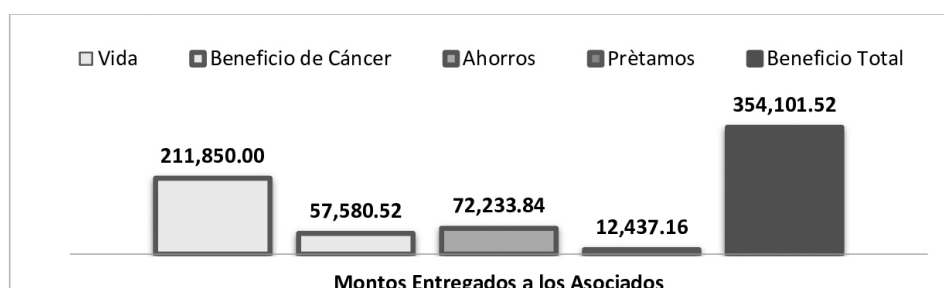 Vida Beneficio de Cáncer Ahorros Prètamos Beneficio Total
354,101.52
211,850.00
72,233.84
57,580.52
12,437.16
Montos Entregados a los Asociados